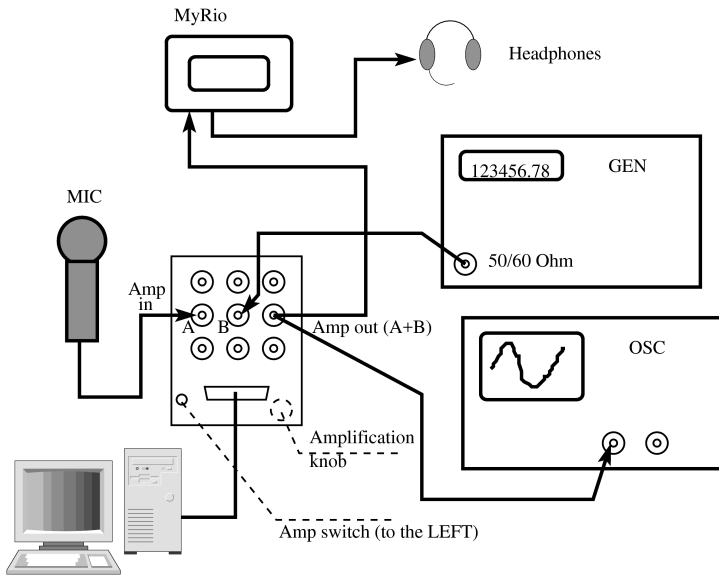 MyRio
Headphones
123456.78
GEN
MIC
50/60 Ohm
Amp
in
A
B
Amp out (A+B)
OSC
Amplification
knob
Amp switch (to the LEFT)